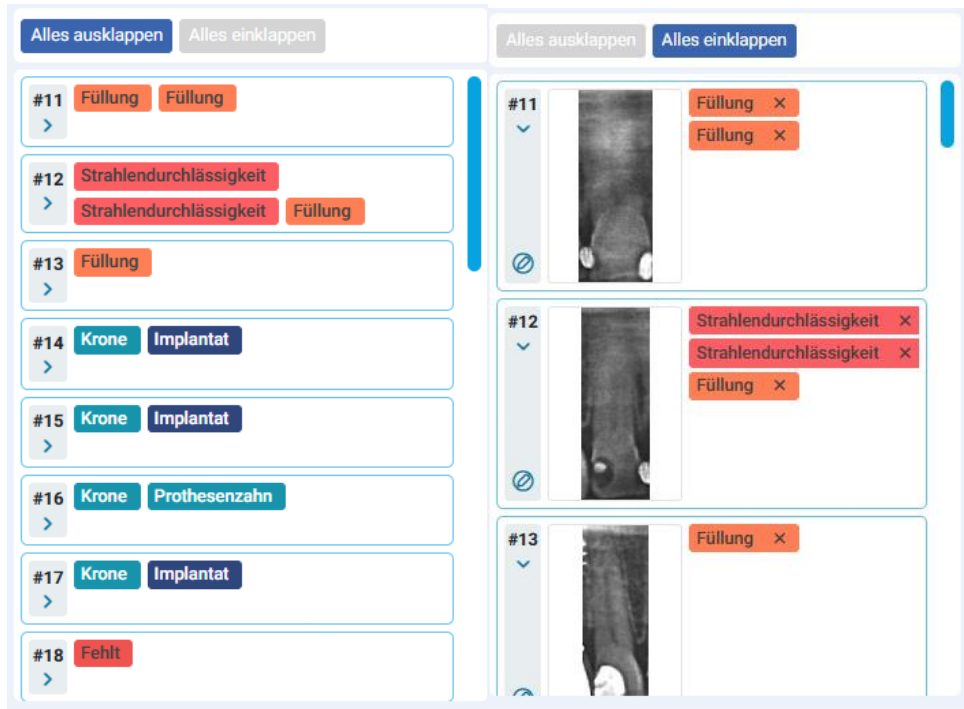 Alles ausklappen Alles einklappen
#11 Füllung Füllung
#12 Strahlendurchlässigkeit
Strahlendurchlässigkeit Füllung
#13 Füllung
#14 Krone Implantat
#15 Krone Implantat
#16 Krone Prothesenzahn
#17 Krone Implantat
#18 Fehlt
Alles ausklappen Alles einklappen
#11 Füllung ×
Füllung ×
#12 Strahlendurchlässigkeit ×
Strahlendurchlässigkeit ×
Füllung ×
#13 Füllung ×